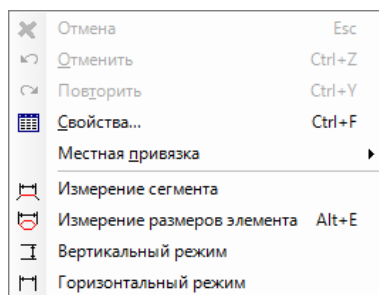 Отмена Esc
Отменить Ctrl+Z
Повторить Ctrl+Y
Свойства... Ctrl+F
Местная привязка
Измерение сегмента
Измерение размеров элемента Alt+E
Вертикальный режим
Горизонтальный режим